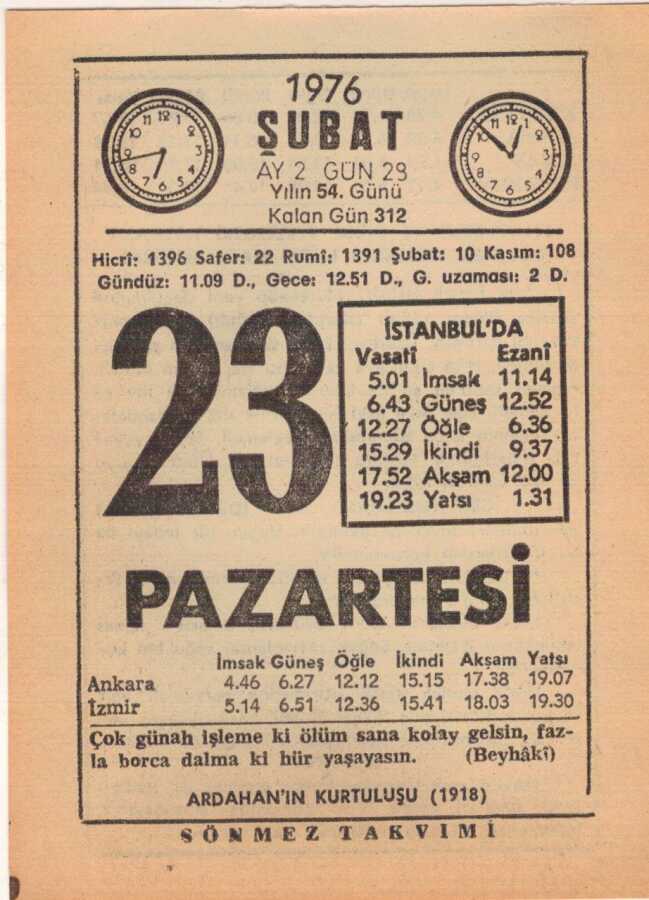 1976
ŞUBAT
AY 2 GÜN 29
Yılın 54. Günü
Kalan Gün 312
Hicrî: 1396 Safer: 22 Rumî: 1391 Şubat: 10 Kasım: 108
Gündüz: 11.09 D., Gece: 12.51 D., G. uzaması: 2 D.
23
İSTANBUL'DA
Vasatî Ezanî
5.01 İmsak 11.14
6.43 Güneş 12.52
12.27 Öğle 6.36
15.29 İkindi 9.37
17.52 Akşam 12.00
19.23 Yatsı 1.31
PAZARTESİ
İmsak Güneş Öğle İkindi Akşam Yatsı
Ankara 4.46 6.27 12.12 15.15 17.38 19.07
İzmir 5.14 6.51 12.36 15.41 18.03 19.30
Çok günah işleme ki ölüm sana kolay gelsin, faz-
la borca dalma ki hür yaşayasın. (Beyhâkî)
ARDAHAN'IN KURTULUŞU (1918)
SÖNMEZ TAKVİMİ